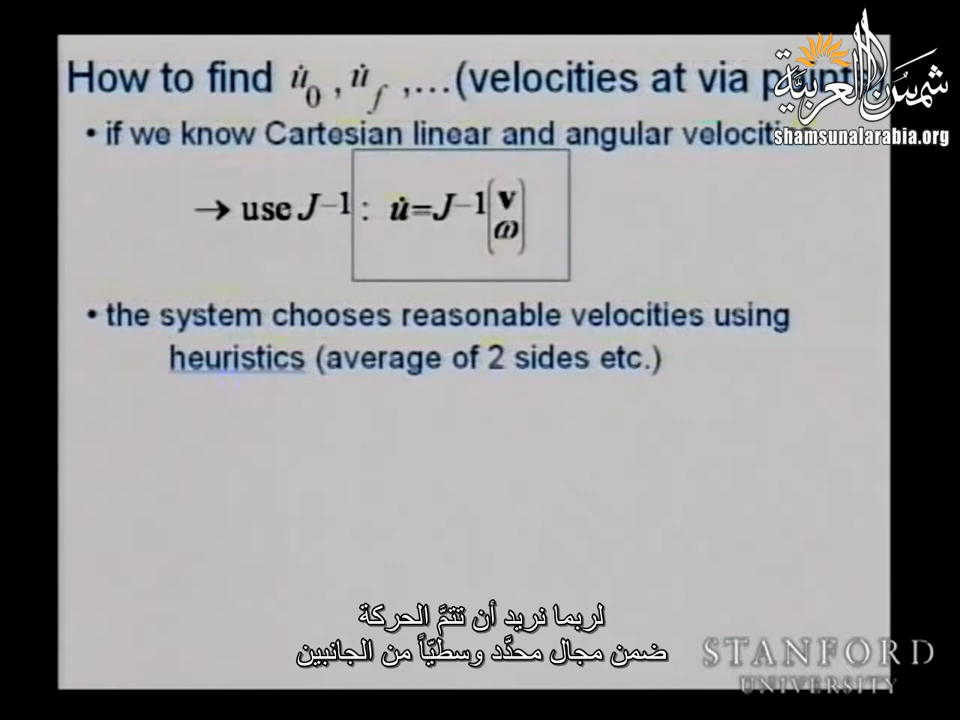 How to find u̇₀, u̇_f ,...(velocities at via points)
• if we know Cartesian linear and angular velocities
→ use J⁻¹: u̇=J⁻¹(v ω)
• the system chooses reasonable velocities using
heuristics (average of 2 sides etc.)
شمس العربية
shamsunalarabia.org
لربما نريد أن تتمَّ الحركة
ضمن مجال محدَّد وسطيّاً من الجانبين
STANFORD
UNIVERSITY